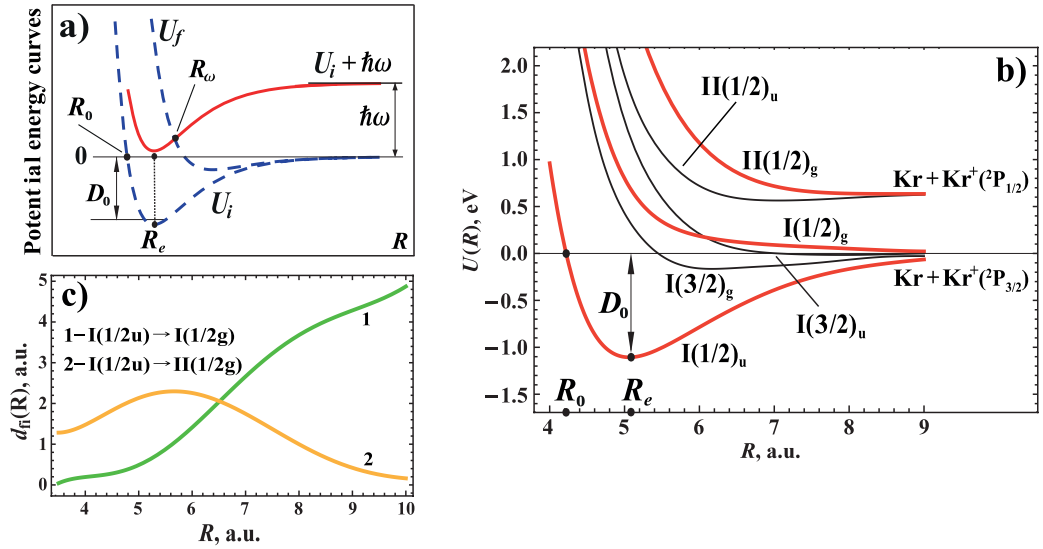 a)
Potential energy curves
U_f
R_ω
U_i + ħω
R_0
ħω
0
D_0
U_i
R_e
R
b)
U(R), eV
2.0
1.5
1.0
0.5
0.0
−0.5
−1.0
−1.5
II(1/2)_u
II(1/2)_g
Kr + Kr⁺(²P_{1/2})
I(1/2)_g
Kr + Kr⁺(²P_{3/2})
I(3/2)_g
D_0
I(3/2)_u
I(1/2)_u
R_0
R_e
4 5 6 7 8 9
R, a.u.
c)
d_fi(R), a.u.
5
4
3
2
1
0
1−I(1/2u)→I(1/2g)
2−I(1/2u)→II(1/2g)
1
2
4 5 6 7 8 9 10
R, a.u.